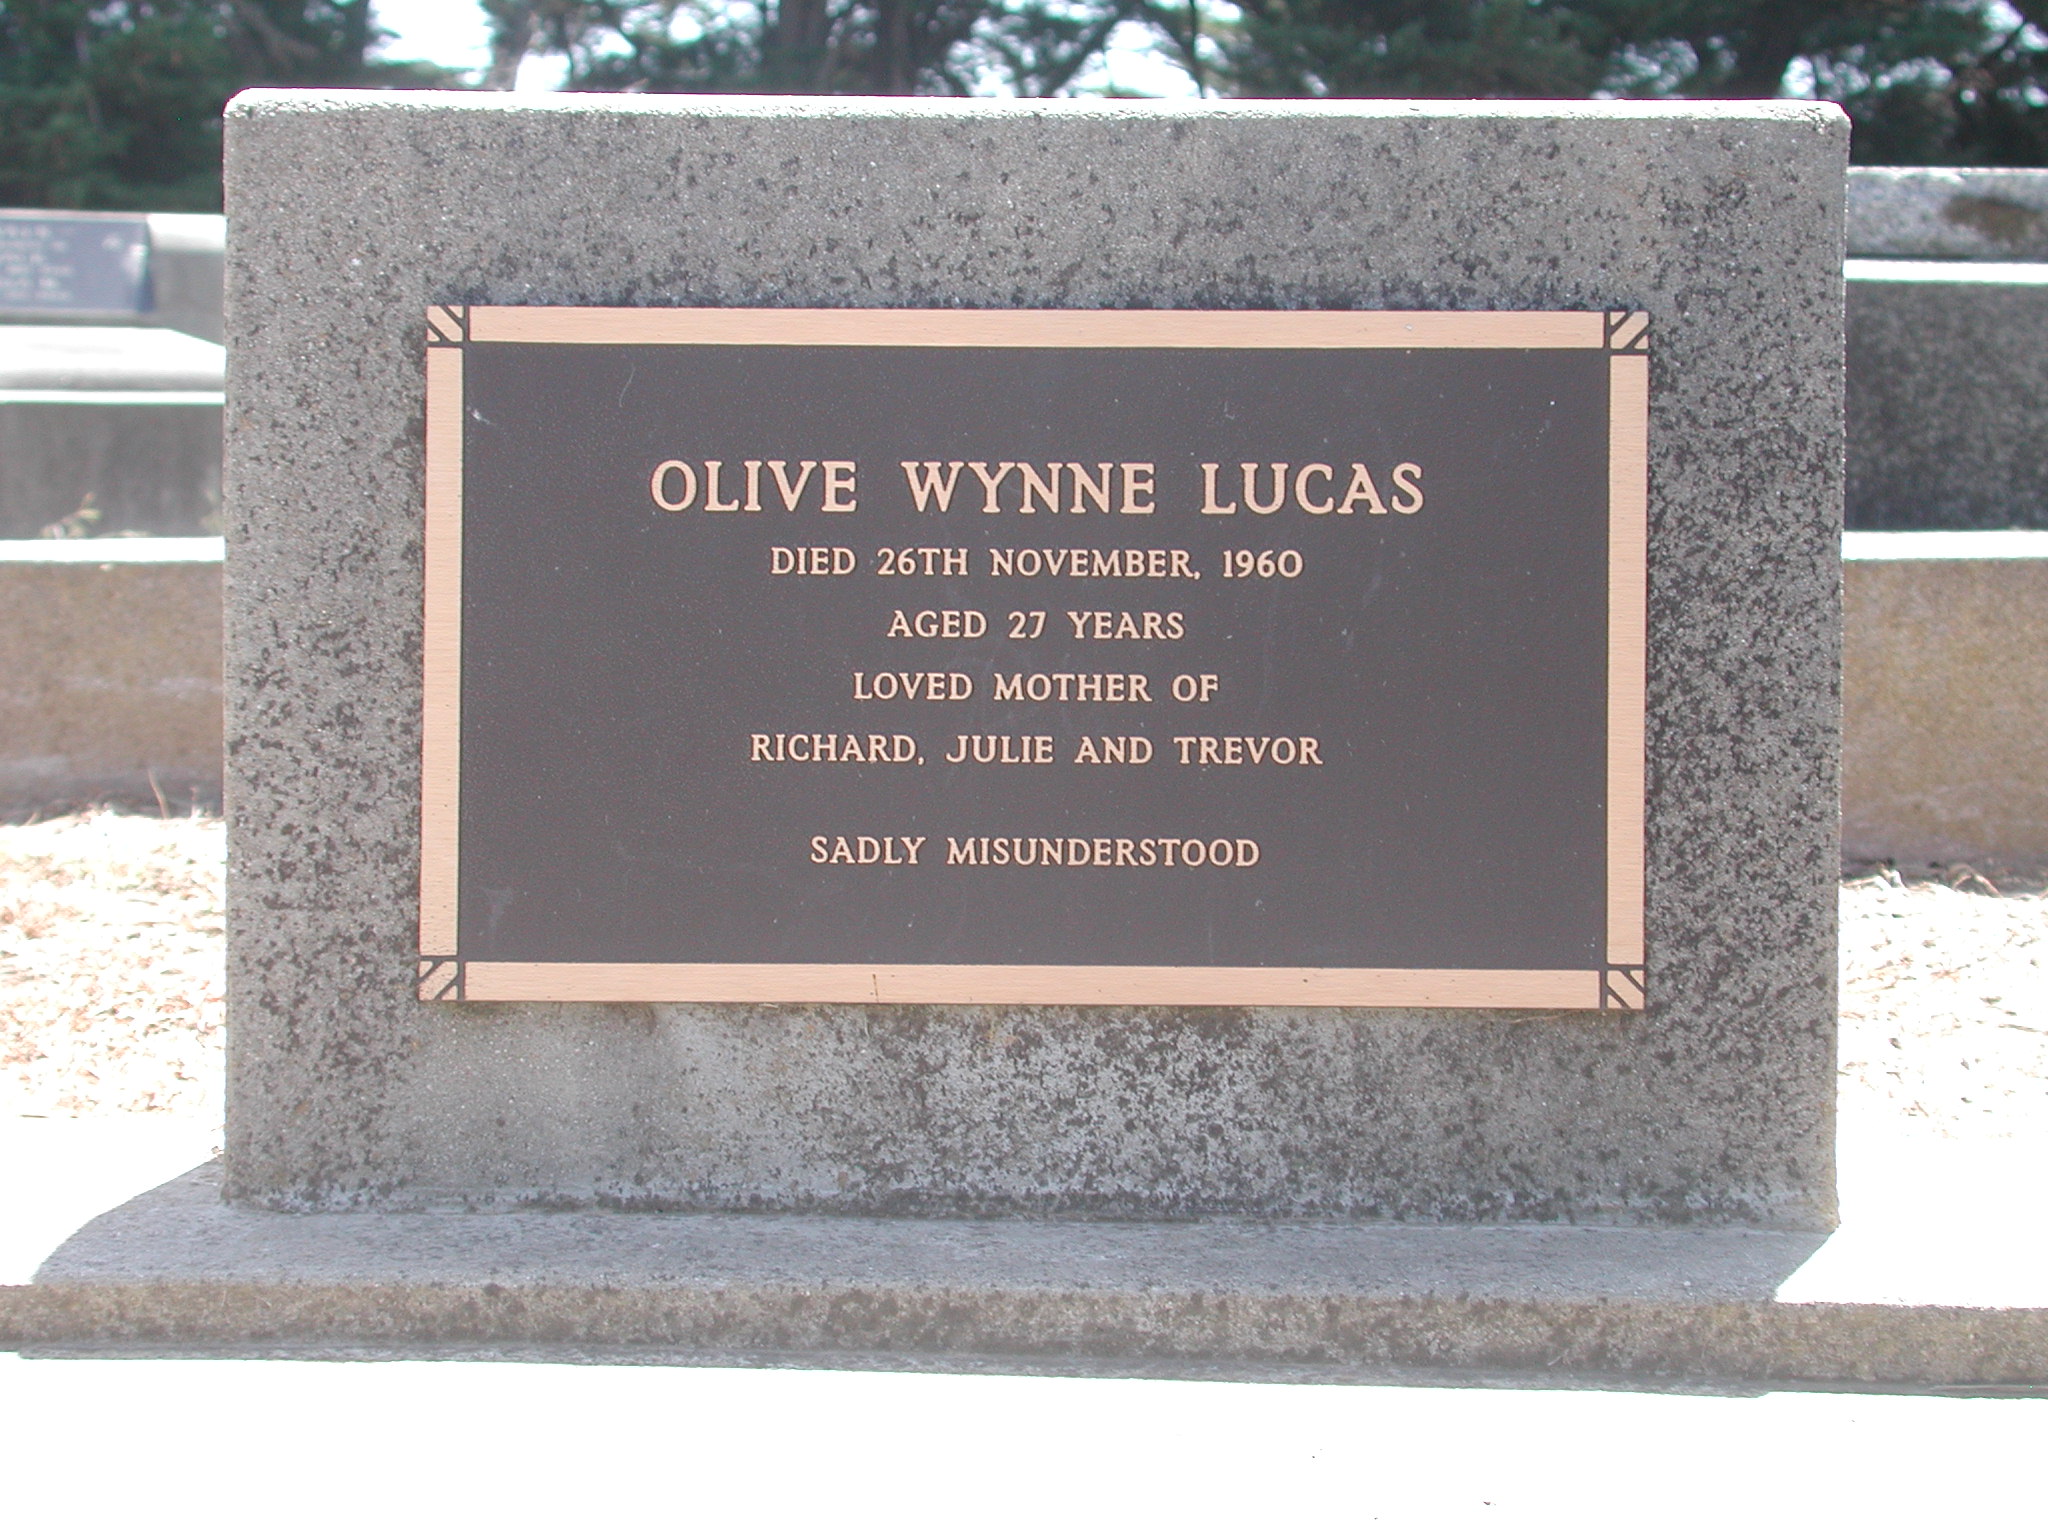 OLIVE WYNNE LUCAS
DIED 26TH NOVEMBER, 1960
AGED 27 YEARS
LOVED MOTHER OF
RICHARD, JULIE AND TREVOR
SADLY MISUNDERSTOOD